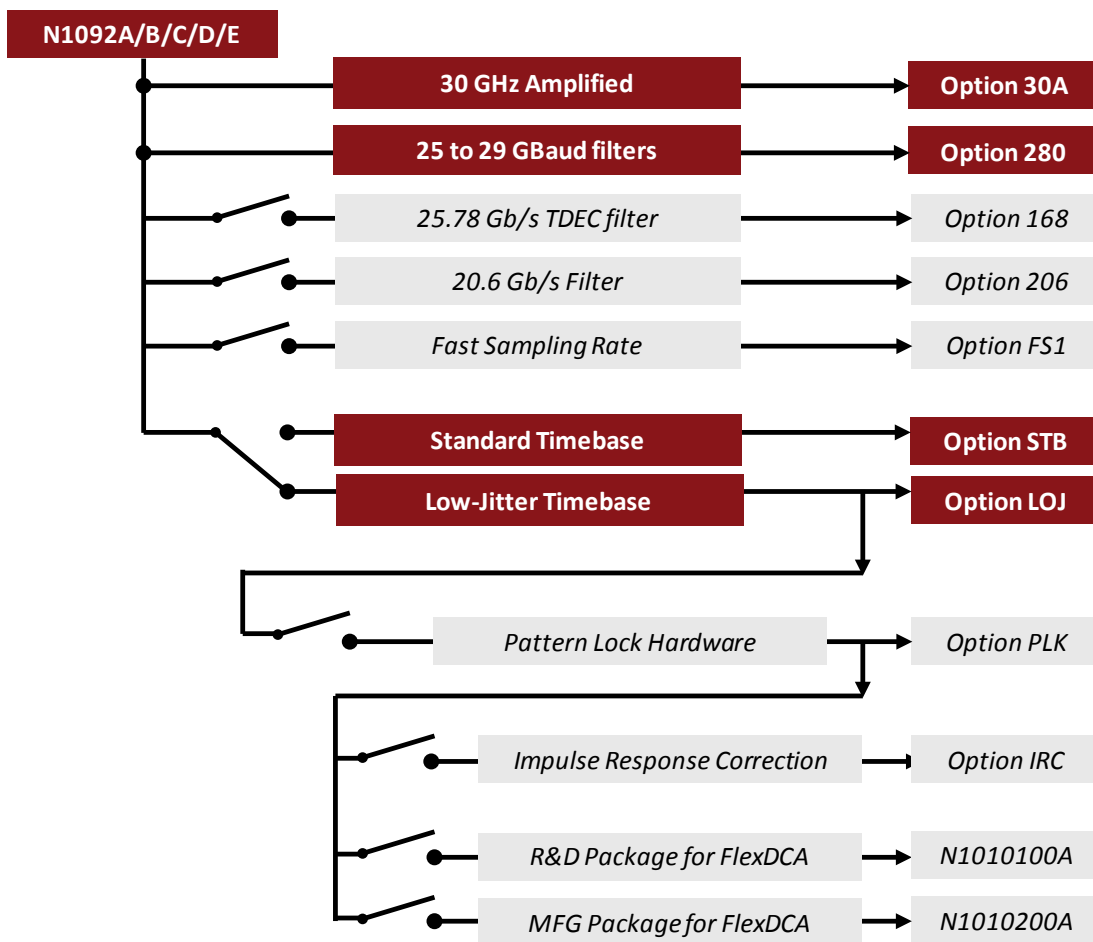 N1092A/B/C/D/E
30 GHz Amplified
Option 30A
25 to 29 GBaud filters
Option 280
25.78 Gb/s TDEC filter
Option 168
20.6 Gb/s Filter
Option 206
Fast Sampling Rate
Option FS1
Standard Timebase
Option STB
Low-Jitter Timebase
Option LOJ
Pattern Lock Hardware
Option PLK
Impulse Response Correction
Option IRC
R&D Package for FlexDCA
N1010100A
MFG Package for FlexDCA
N1010200A